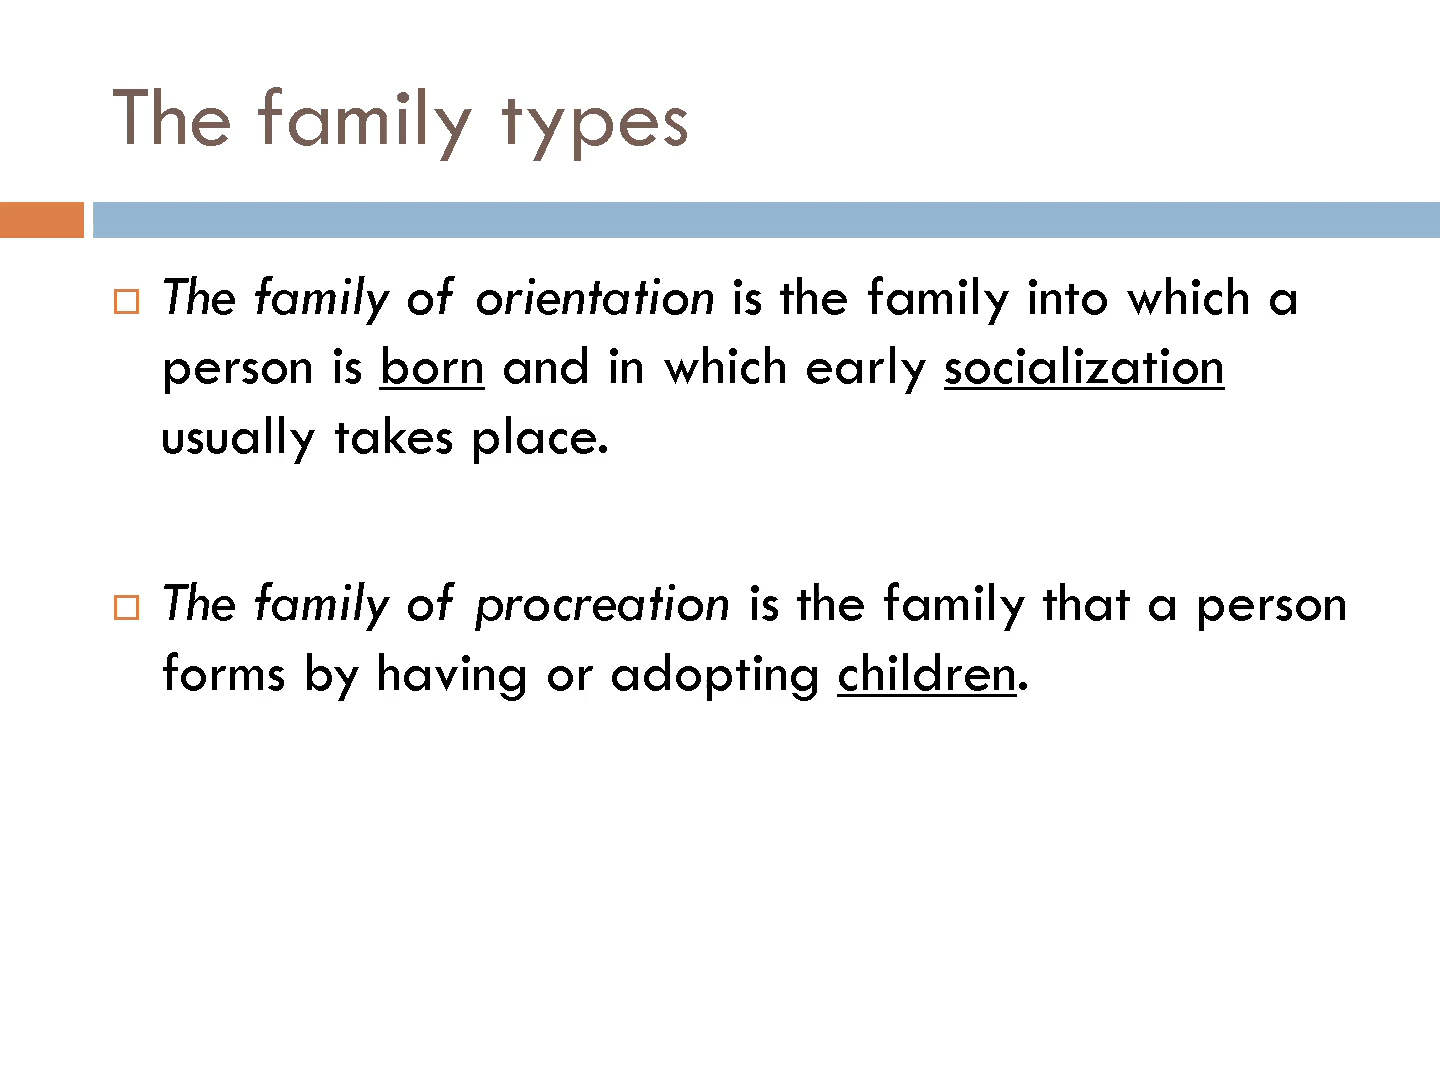 The family types
The family of orientation is the family into which a
person is born and in which early socialization
usually takes place.
The family of procreation is the family that a person
forms by having or adopting children.